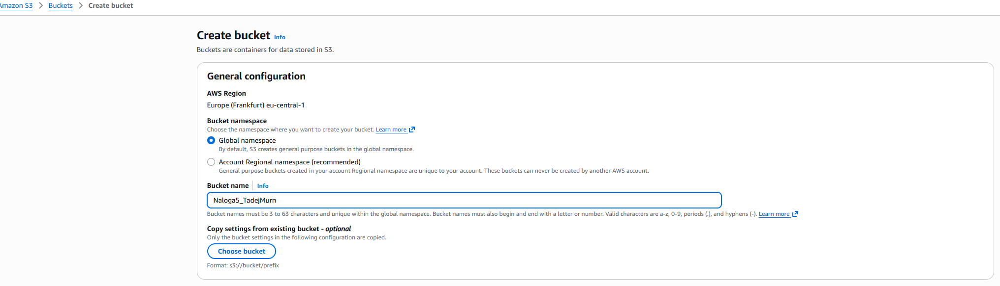 Amazon S3 > Buckets > Create bucket
Create bucket Info
Buckets are containers for data stored in S3.
General configuration
AWS Region
Europe (Frankfurt) eu-central-1
Bucket namespace
Choose the namespace where you want to create your bucket. Learn more
Global namespace
By default, S3 creates general purpose buckets in the global namespace.
Account Regional namespace (recommended)
General purpose buckets created in your account Regional namespace are unique to your account. These buckets can never be created by another AWS account.
Bucket name Info
Naloga5_TadejMurn
Bucket names must be 3 to 63 characters and unique within the global namespace. Bucket names must also begin and end with a letter or number. Valid characters are a-z, 0-9, periods (.), and hyphens (-). Learn more
Copy settings from existing bucket - optional
Only the bucket settings in the following configuration are copied.
Choose bucket
Format: s3://bucket/prefix